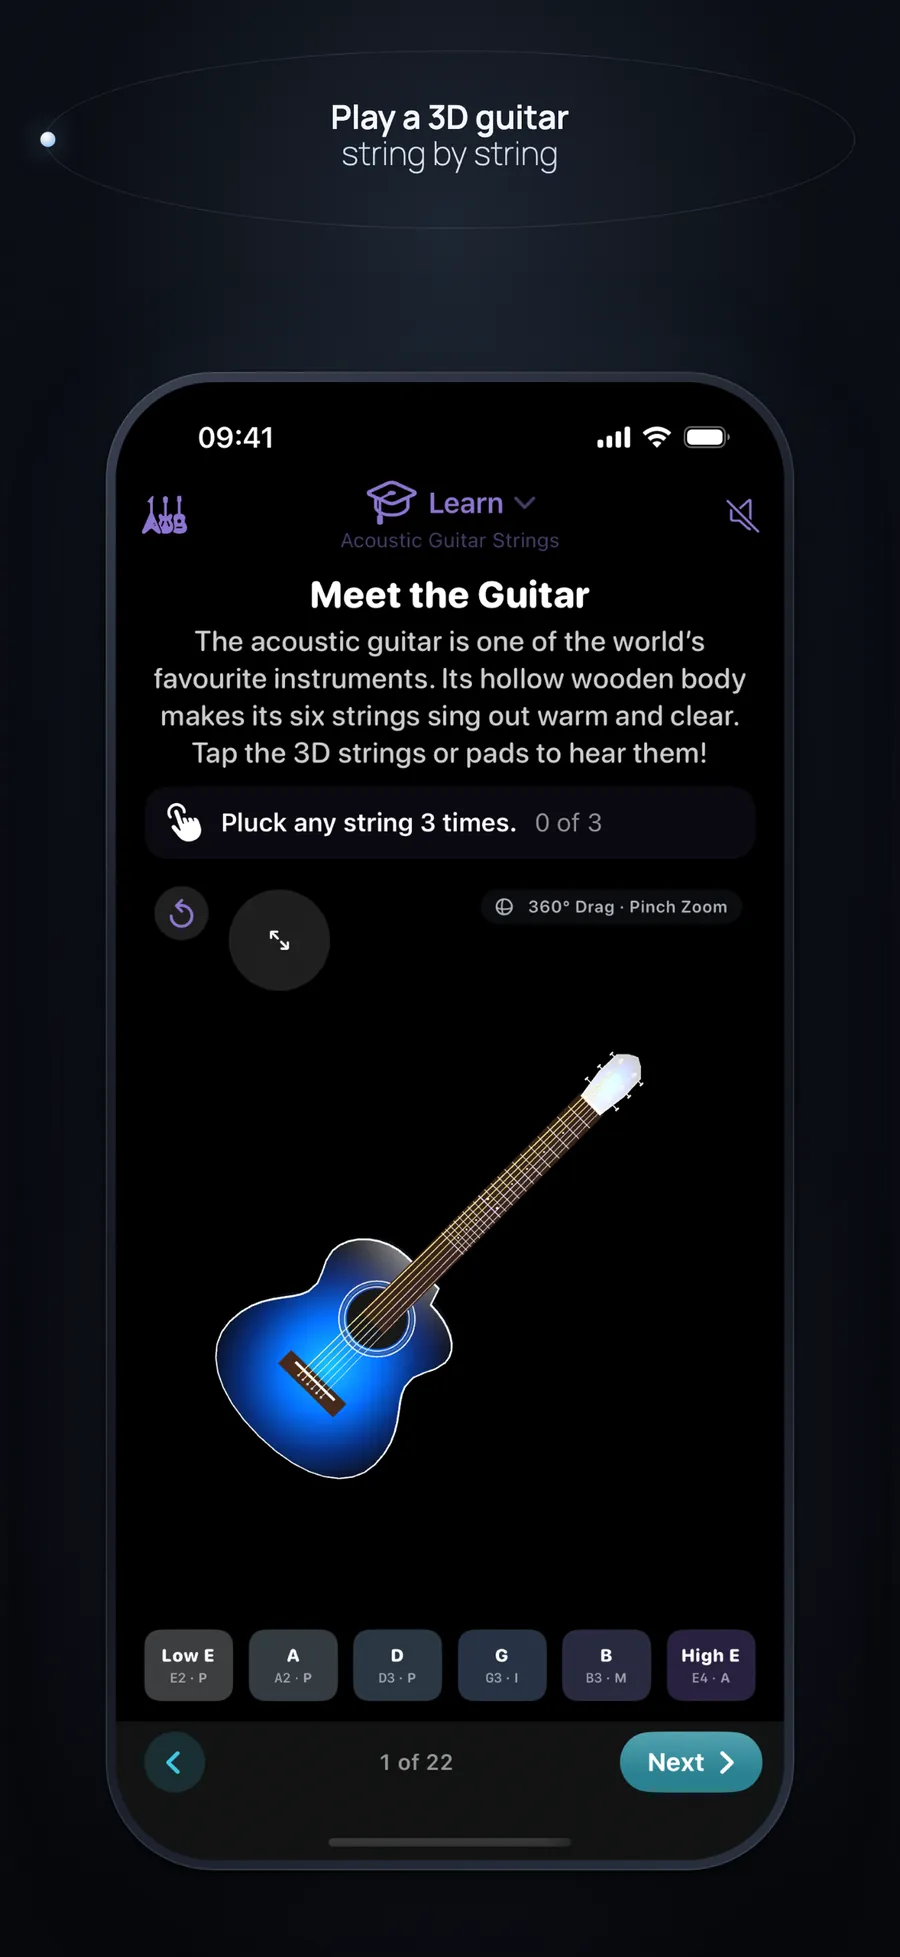 Play a 3D guitar
string by string
09:41
Learn
Acoustic Guitar Strings
Meet the Guitar
The acoustic guitar is one of the world’s
favourite instruments. Its hollow wooden body
makes its six strings sing out warm and clear.
Tap the 3D strings or pads to hear them!
Pluck any string 3 times. 0 of 3
360° Drag · Pinch Zoom
Low E A D G B High E
E2 · P A2 · P D3 · P G3 · I B3 · M E4 · A
1 of 22
Next